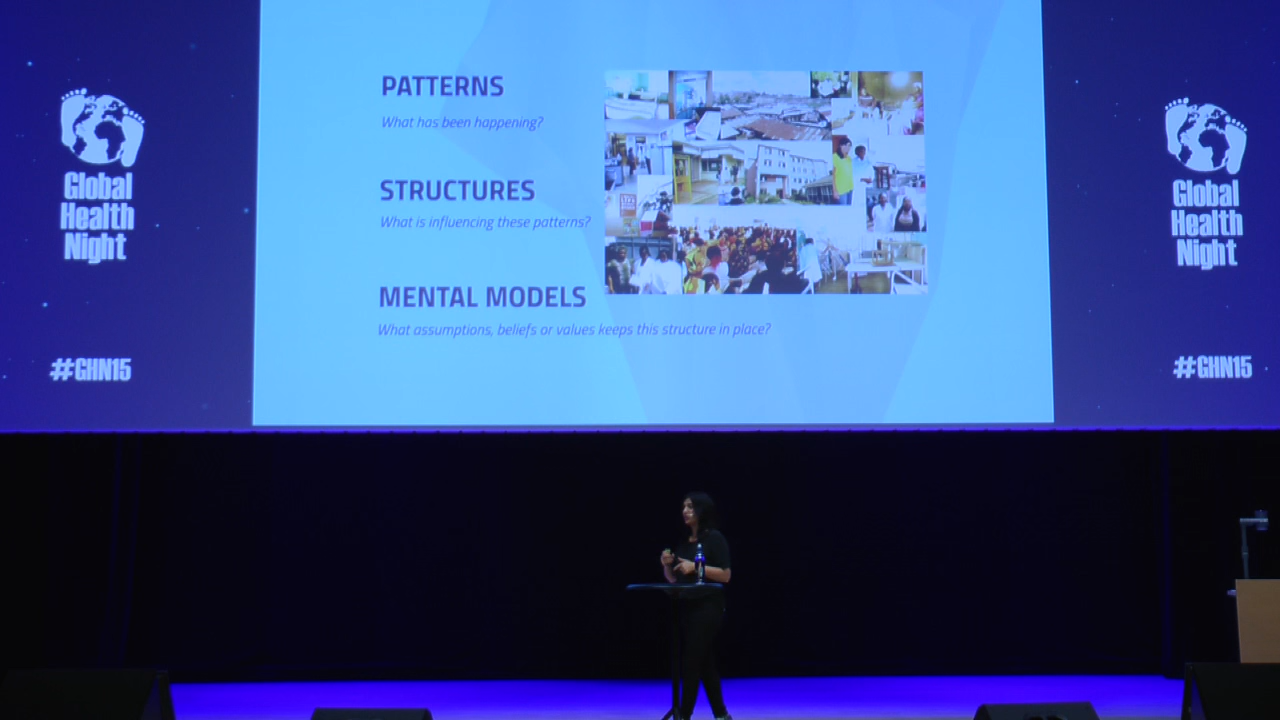 PATTERNS
What has been happening?
STRUCTURES
What is influencing these patterns?
MENTAL MODELS
What assumptions, beliefs or values keeps this structure in place?
Global
Health
Night
#GHN15
Global
Health
Night
#GHN15